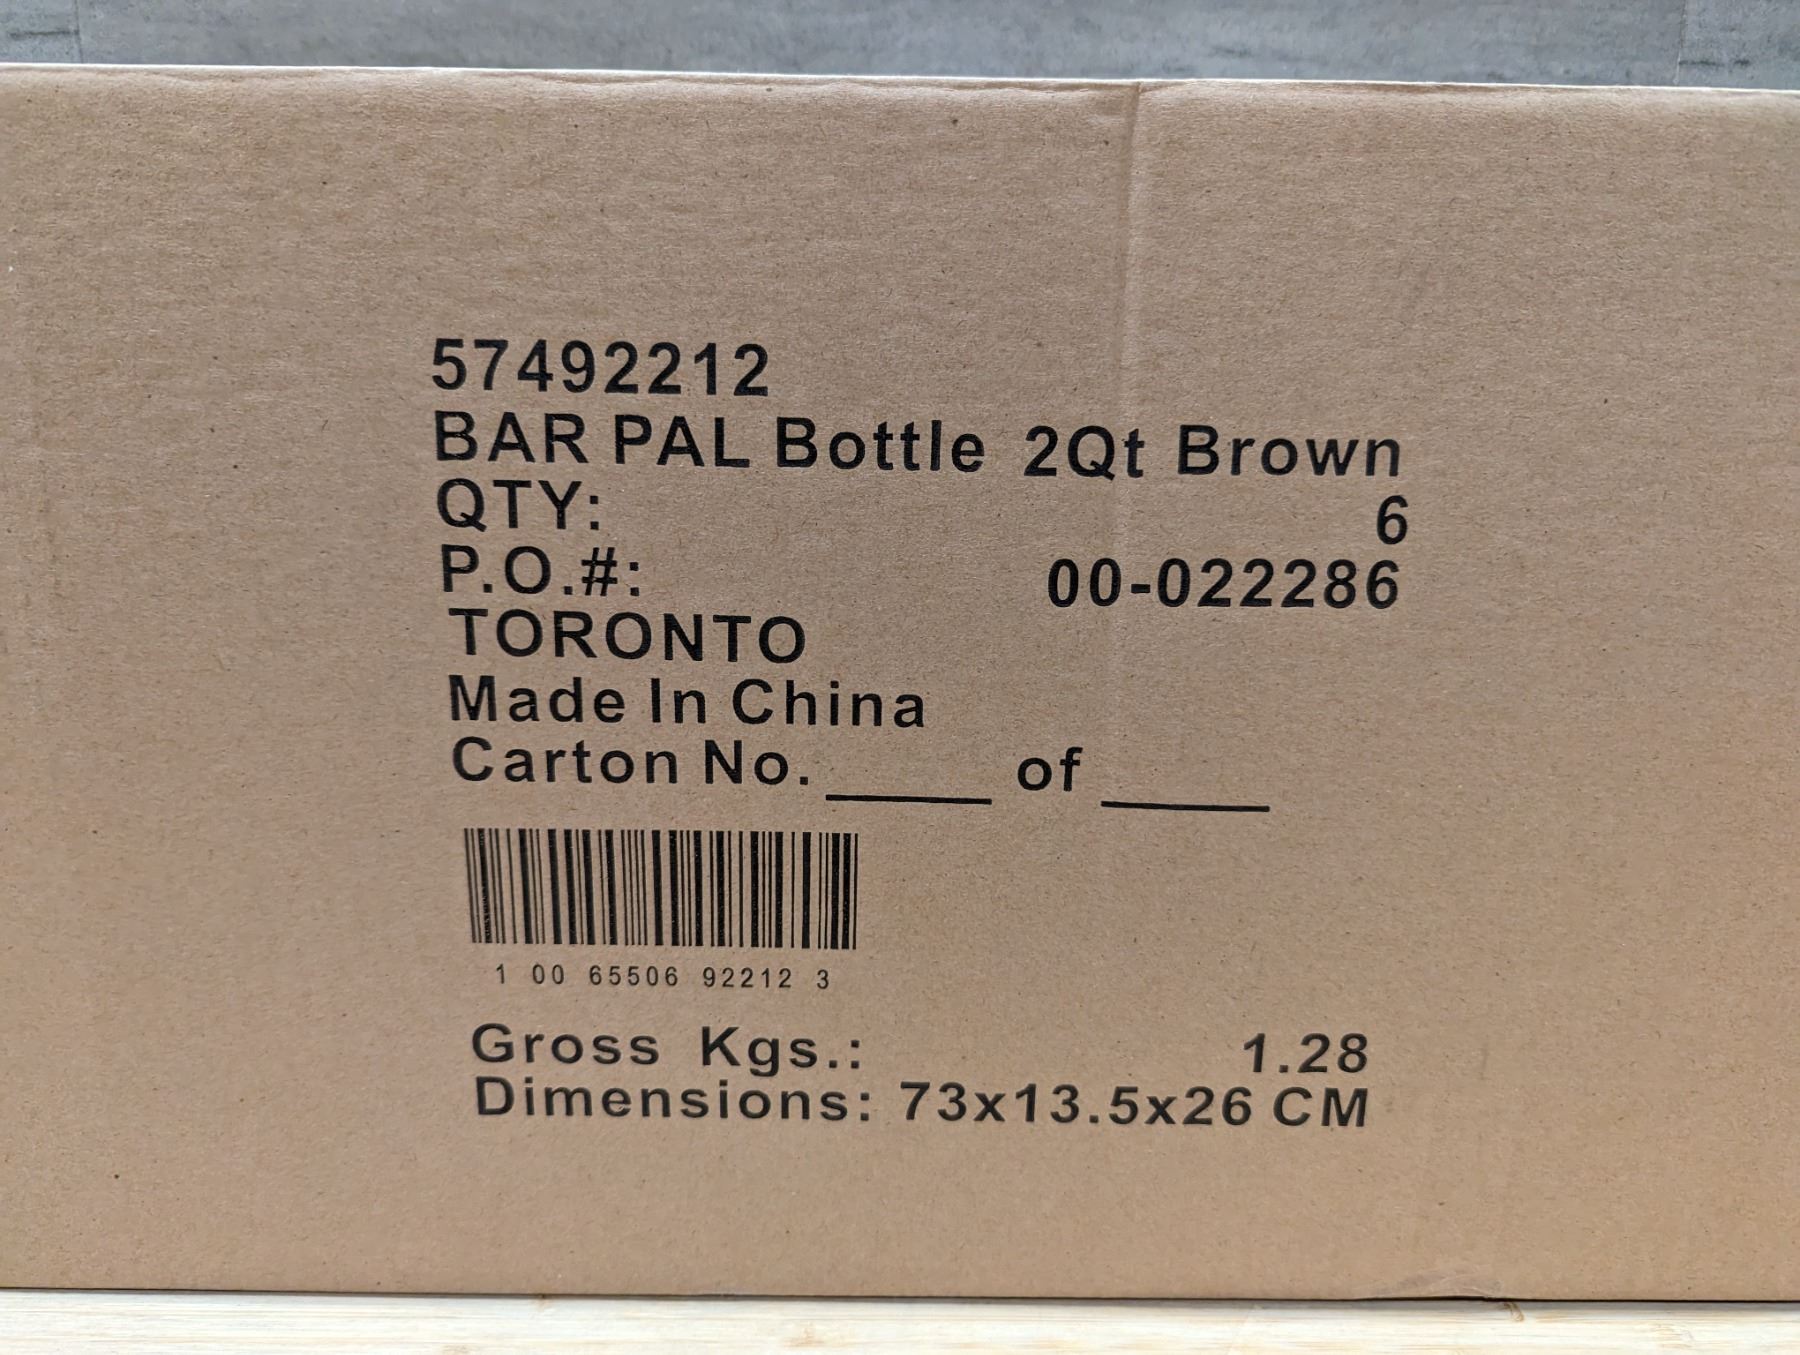 57492212
BAR PAL Bottle 2Qt Brown
QTY: 6
P.O.#: 00-022286
TORONTO
Made In China
Carton No. _____ of _____
1 00 65506 92212 3
Gross Kgs.: 1.28
Dimensions: 73x13.5x26 CM